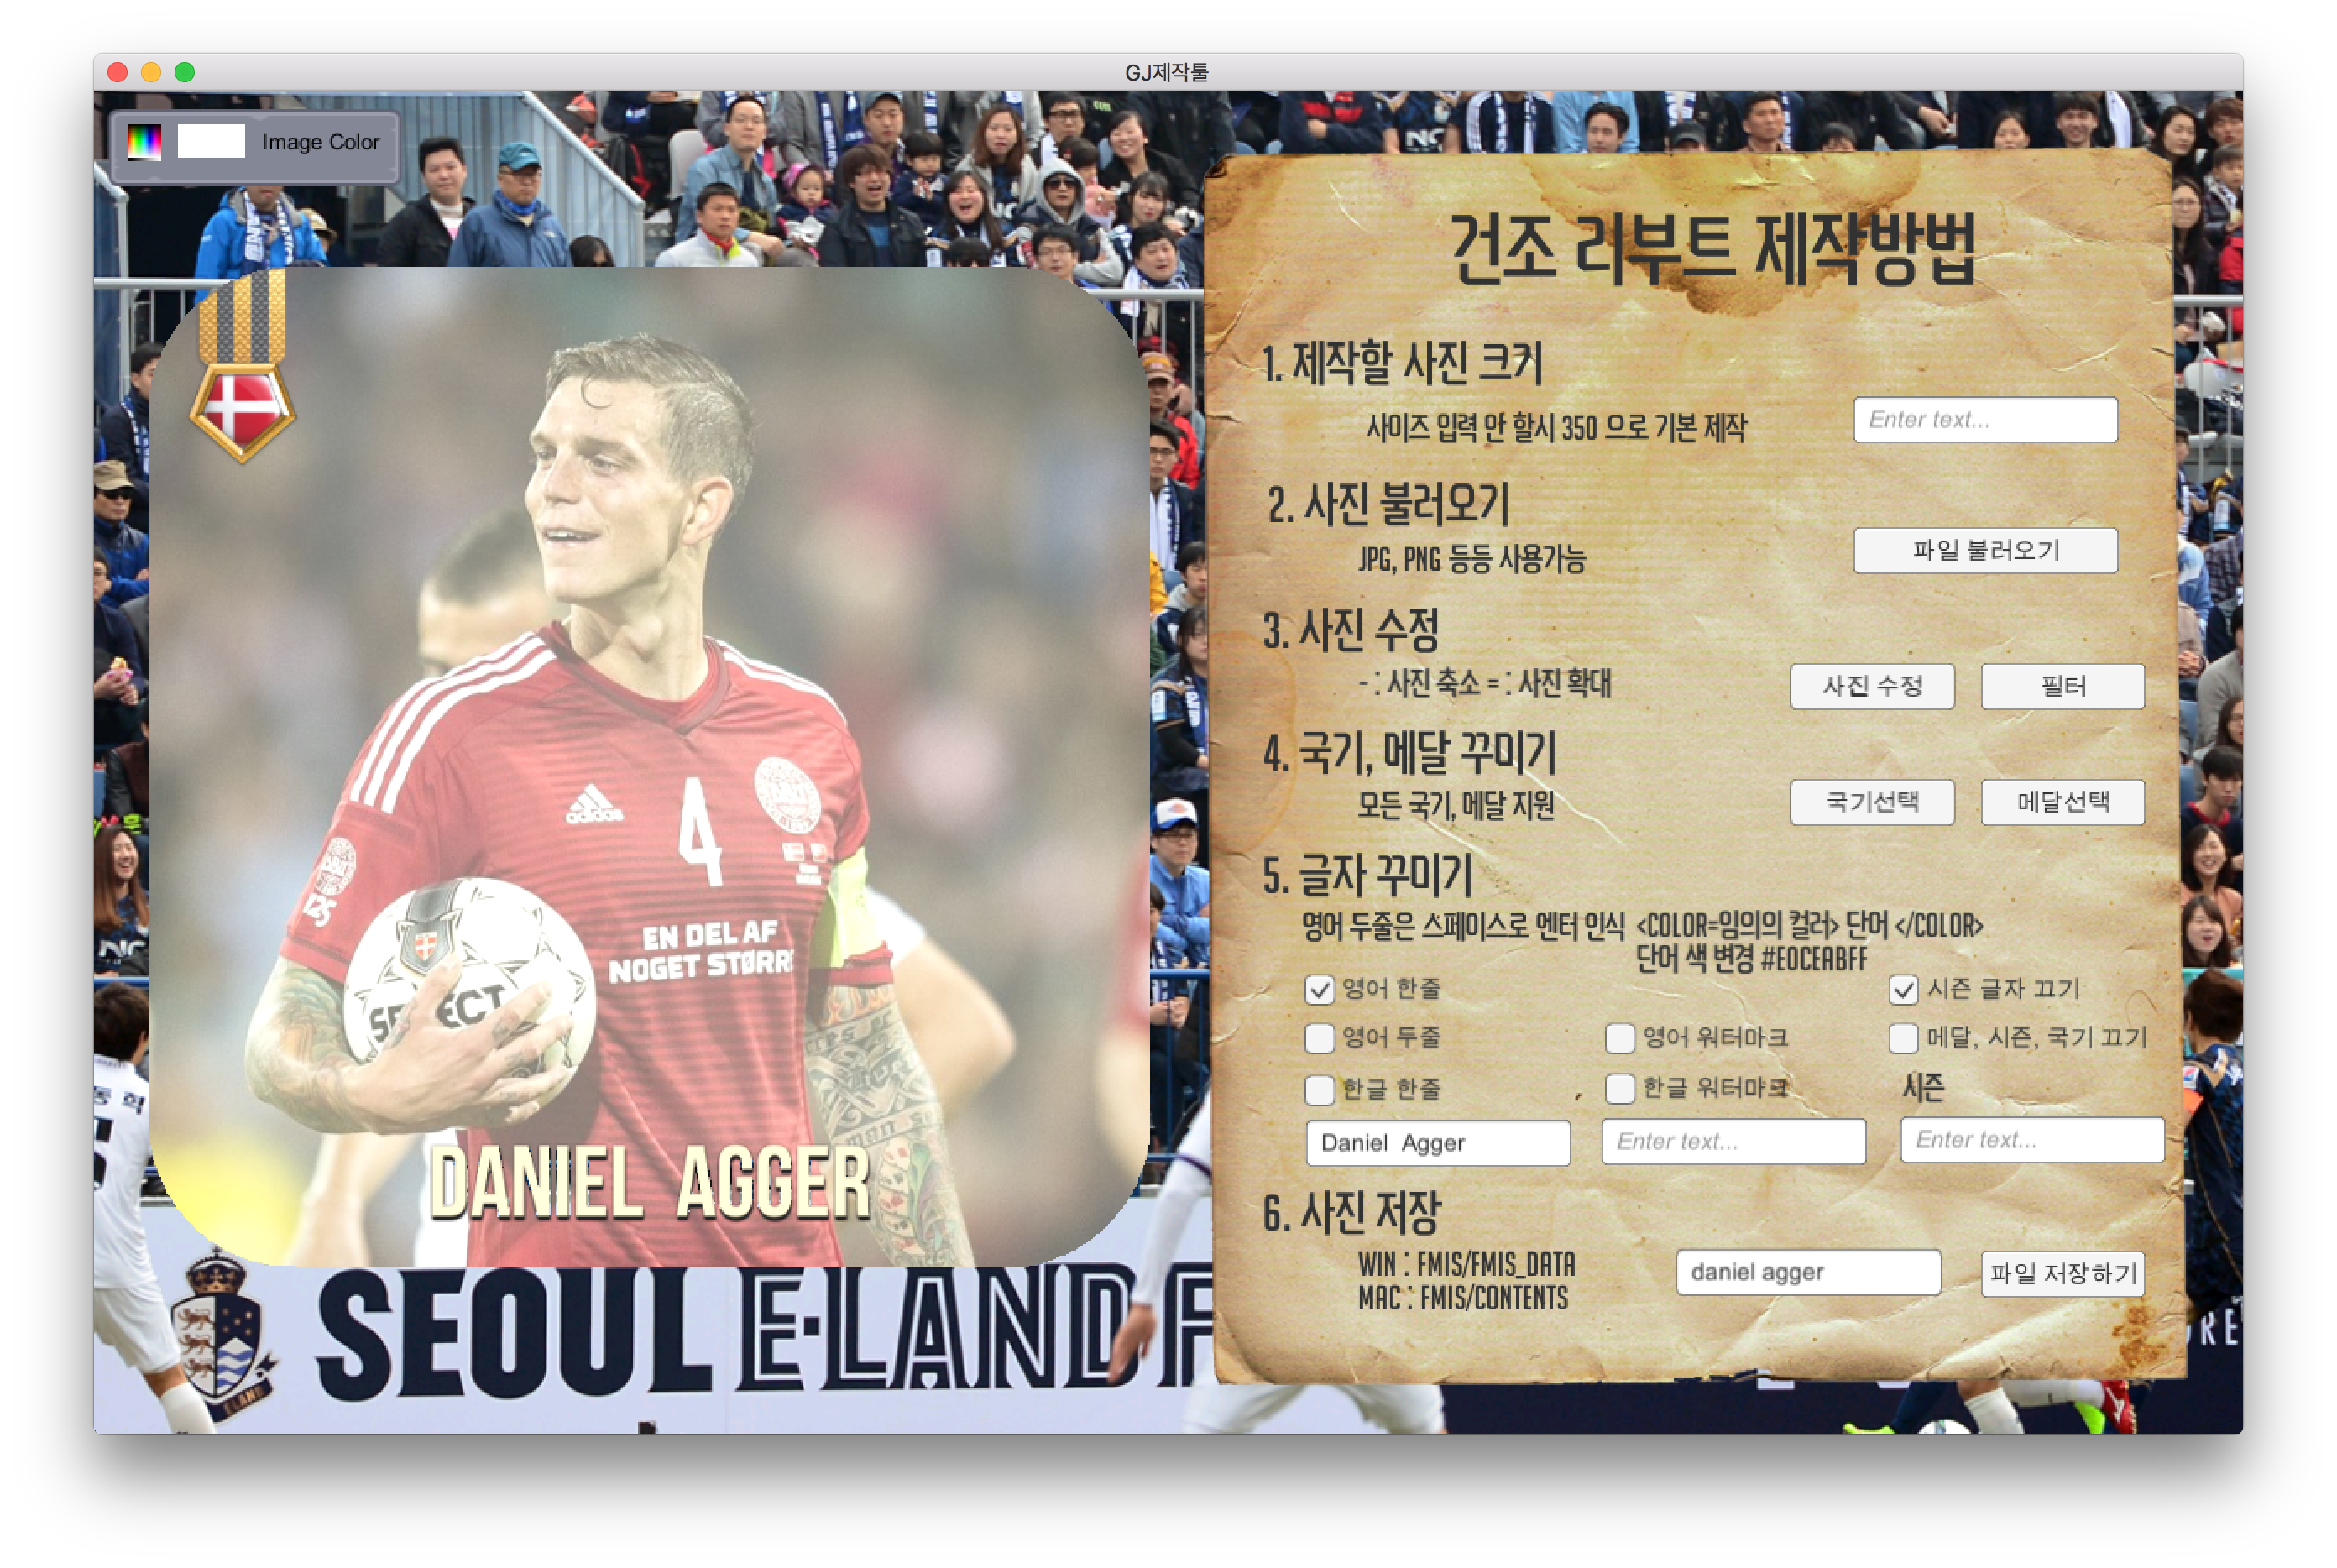 GJ제작툴
Image Color
건조 리부트 제작방법
1. 제작할 사진 크기
사이즈 입력 안 할시 350 으로 기본 제작
Enter text...
2. 사진 불러오기
JPG, PNG 등등 사용가능
파일 불러오기
3. 사진 수정
- : 사진 축소 = : 사진 확대
사진 수정
필터
4. 국기, 메달 꾸미기
모든 국기, 메달 지원
국기선택
메달선택
5. 글자 꾸미기
영어 두줄은 스페이스로 엔터 인식
<COLOR=임의의 컬러> 단어 </COLOR>
단어 색 변경 #E0CEABFF
영어 한줄
시즌 글자 끄기
영어 두줄
영어 워터마크
메달, 시즌, 국기 끄기
한글 한줄
한글 워터마크
시즌
Daniel  Agger
Enter text...
Enter text...
6. 사진 저장
WIN : FMIS/FMIS_DATA
MAC : FMIS/CONTENTS
daniel agger
파일 저장하기
adidas
4
125
EN DEL AF
NOGET STØRR
SELECT
DANIEL  AGGER
SEOUL E·LAND F
ELAND